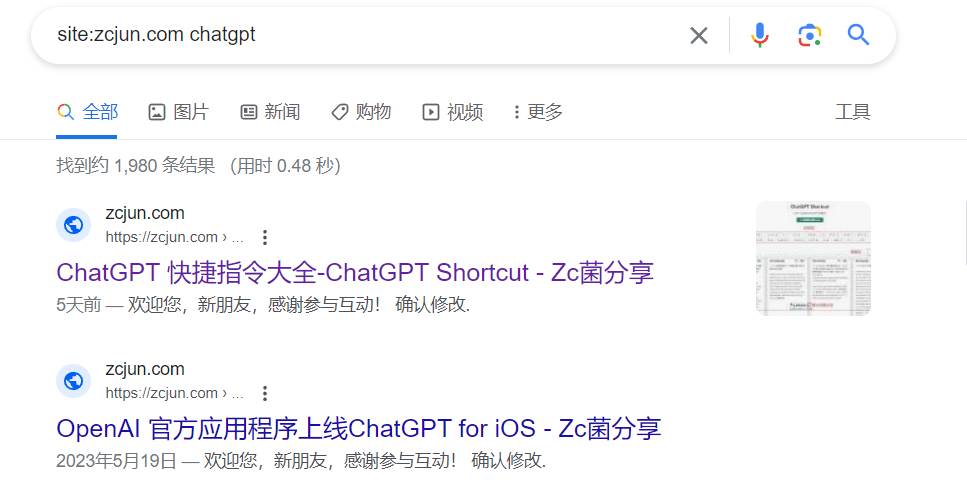 site:zcjun.com chatgpt
全部 图片 新闻 购物 视频 更多 工具
找到约 1,980 条结果 （用时 0.48 秒）
zcjun.com
https://zcjun.com › ...
ChatGPT 快捷指令大全-ChatGPT Shortcut - Zc菌分享
5天前 — 欢迎您，新朋友，感谢参与互动！ 确认修改.
ChatGPT Shortcut
zcjun.com
https://zcjun.com › ...
OpenAI 官方应用程序上线ChatGPT for iOS - Zc菌分享
2023年5月19日 — 欢迎您，新朋友，感谢参与互动！ 确认修改.